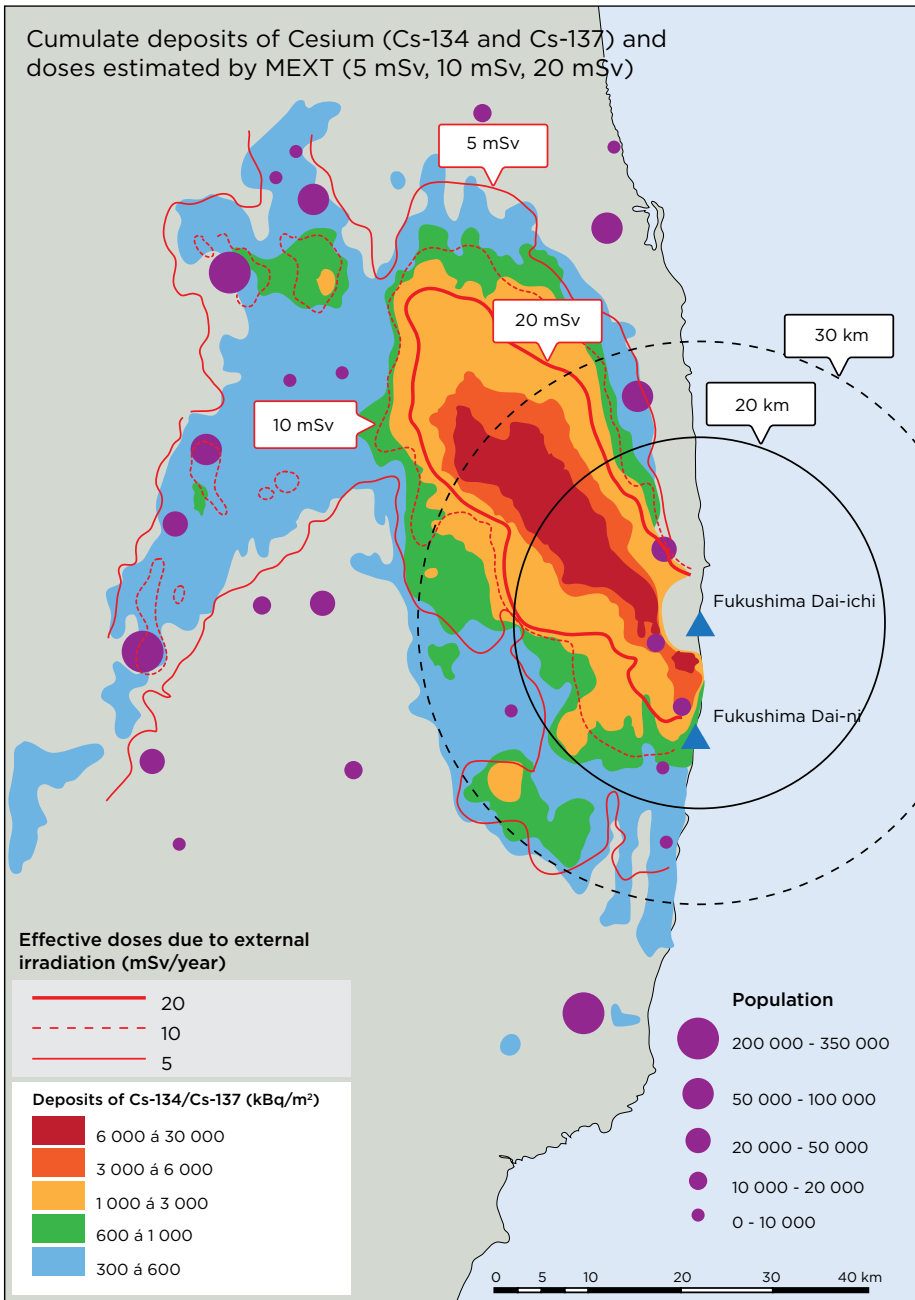 Cumulate deposits of Cesium (Cs-134 and Cs-137) and
doses estimated by MEXT (5 mSv, 10 mSv, 20 mSv)
5 mSv
20 mSv
30 km
20 km
10 mSv
Fukushima Dai-ichi
Fukushima Dai-ni
Effective doses due to external
irradiation (mSv/year)
20
10
5
Deposits of Cs-134/Cs-137 (kBq/m²)
6 000 á 30 000
3 000 á 6 000
1 000 á 3 000
600 á 1 000
300 á 600
Population
200 000 - 350 000
50 000 - 100 000
20 000 - 50 000
10 000 - 20 000
0 - 10 000
0 5 10 20 30 40 km